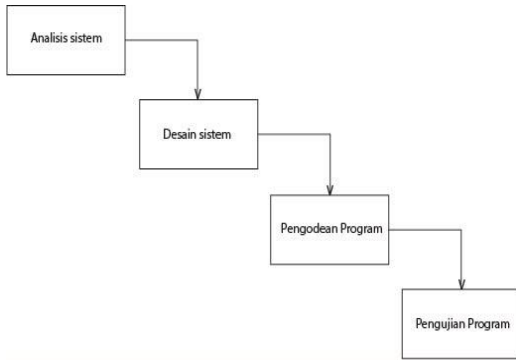 Analisis sistem
Desain sistem
Pengodean Program
Pengujian Program